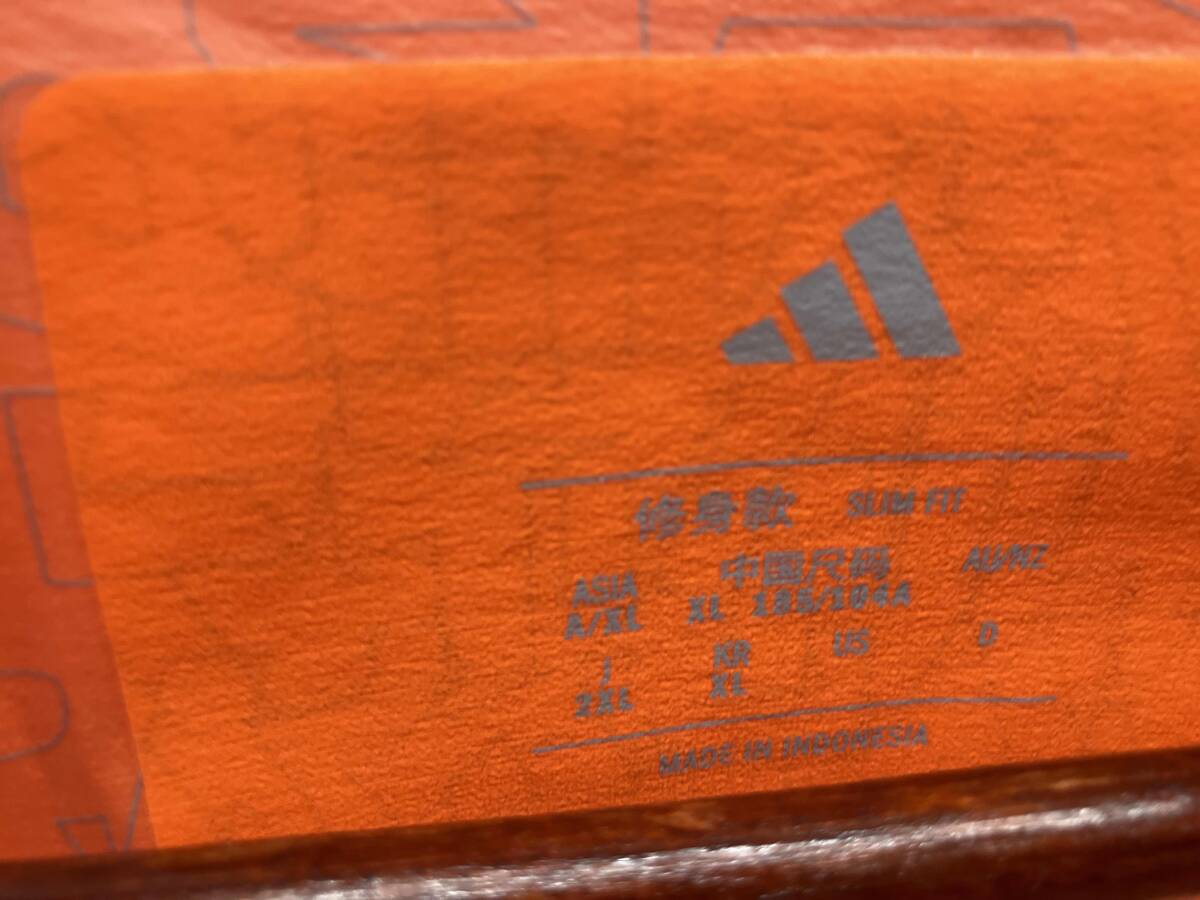 修身款 SLIM FIT
ASIA 中国尺码 AU/NZ
A/XL XL 185/104A
J KR US D
2XL XL
MADE IN INDONESIA